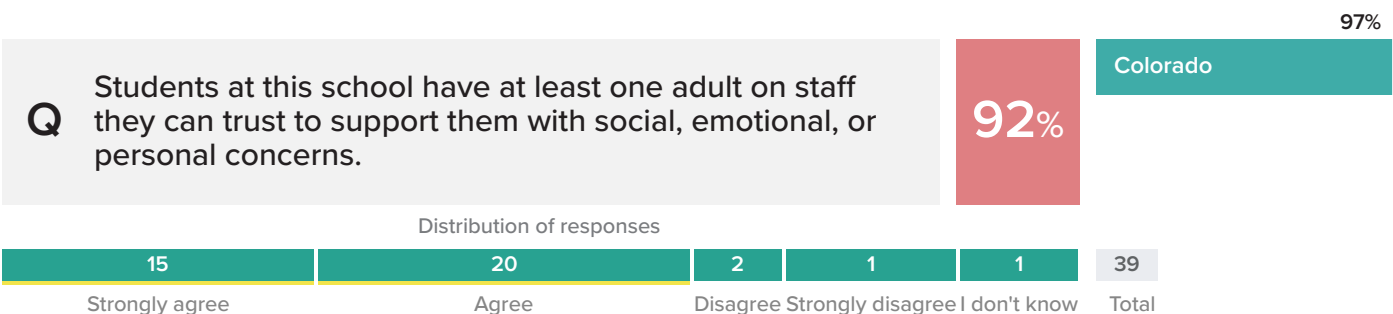 97%
Q
Students at this school have at least one adult on staff
they can trust to support them with social, emotional, or
personal concerns.
92%
Colorado
Distribution of responses
15 20 2 1 1 39
Strongly agree Agree Disagree Strongly disagree I don't know Total